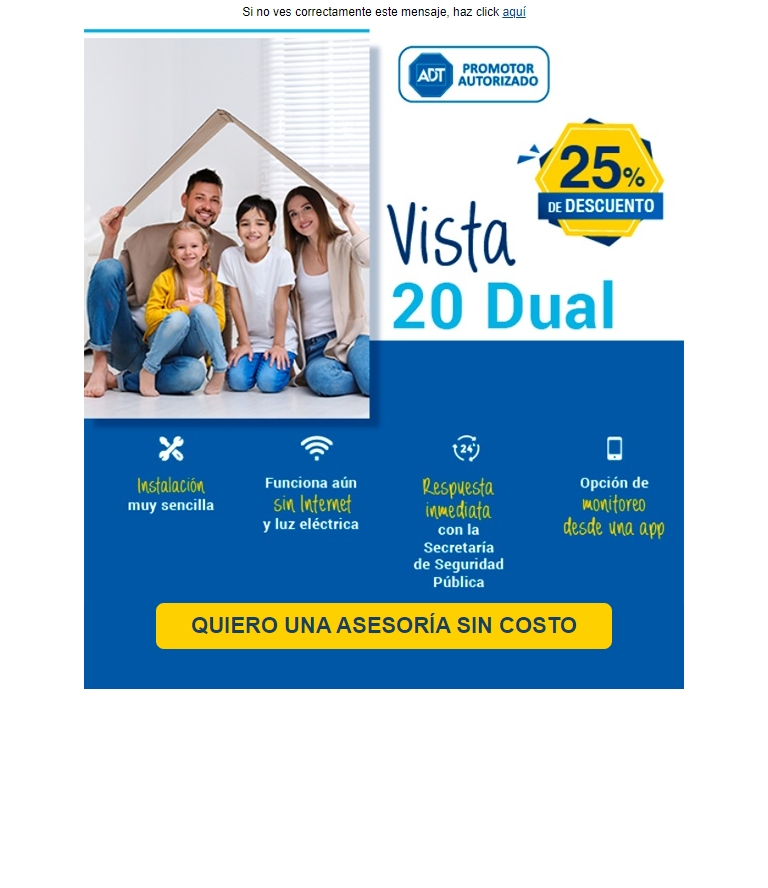 Si no ves correctamente este mensaje, haz click aquí
ADT
PROMOTOR
AUTORIZADO
25%
DE DESCUENTO
Vista
20 Dual
Instalación
muy sencilla
Funciona aún
sin Internet
y luz eléctrica
24
Respuesta
inmediata
con la
Secretaría
de Seguridad
Pública
Opción de
monitoreo
desde una app
QUIERO UNA ASESORÍA SIN COSTO